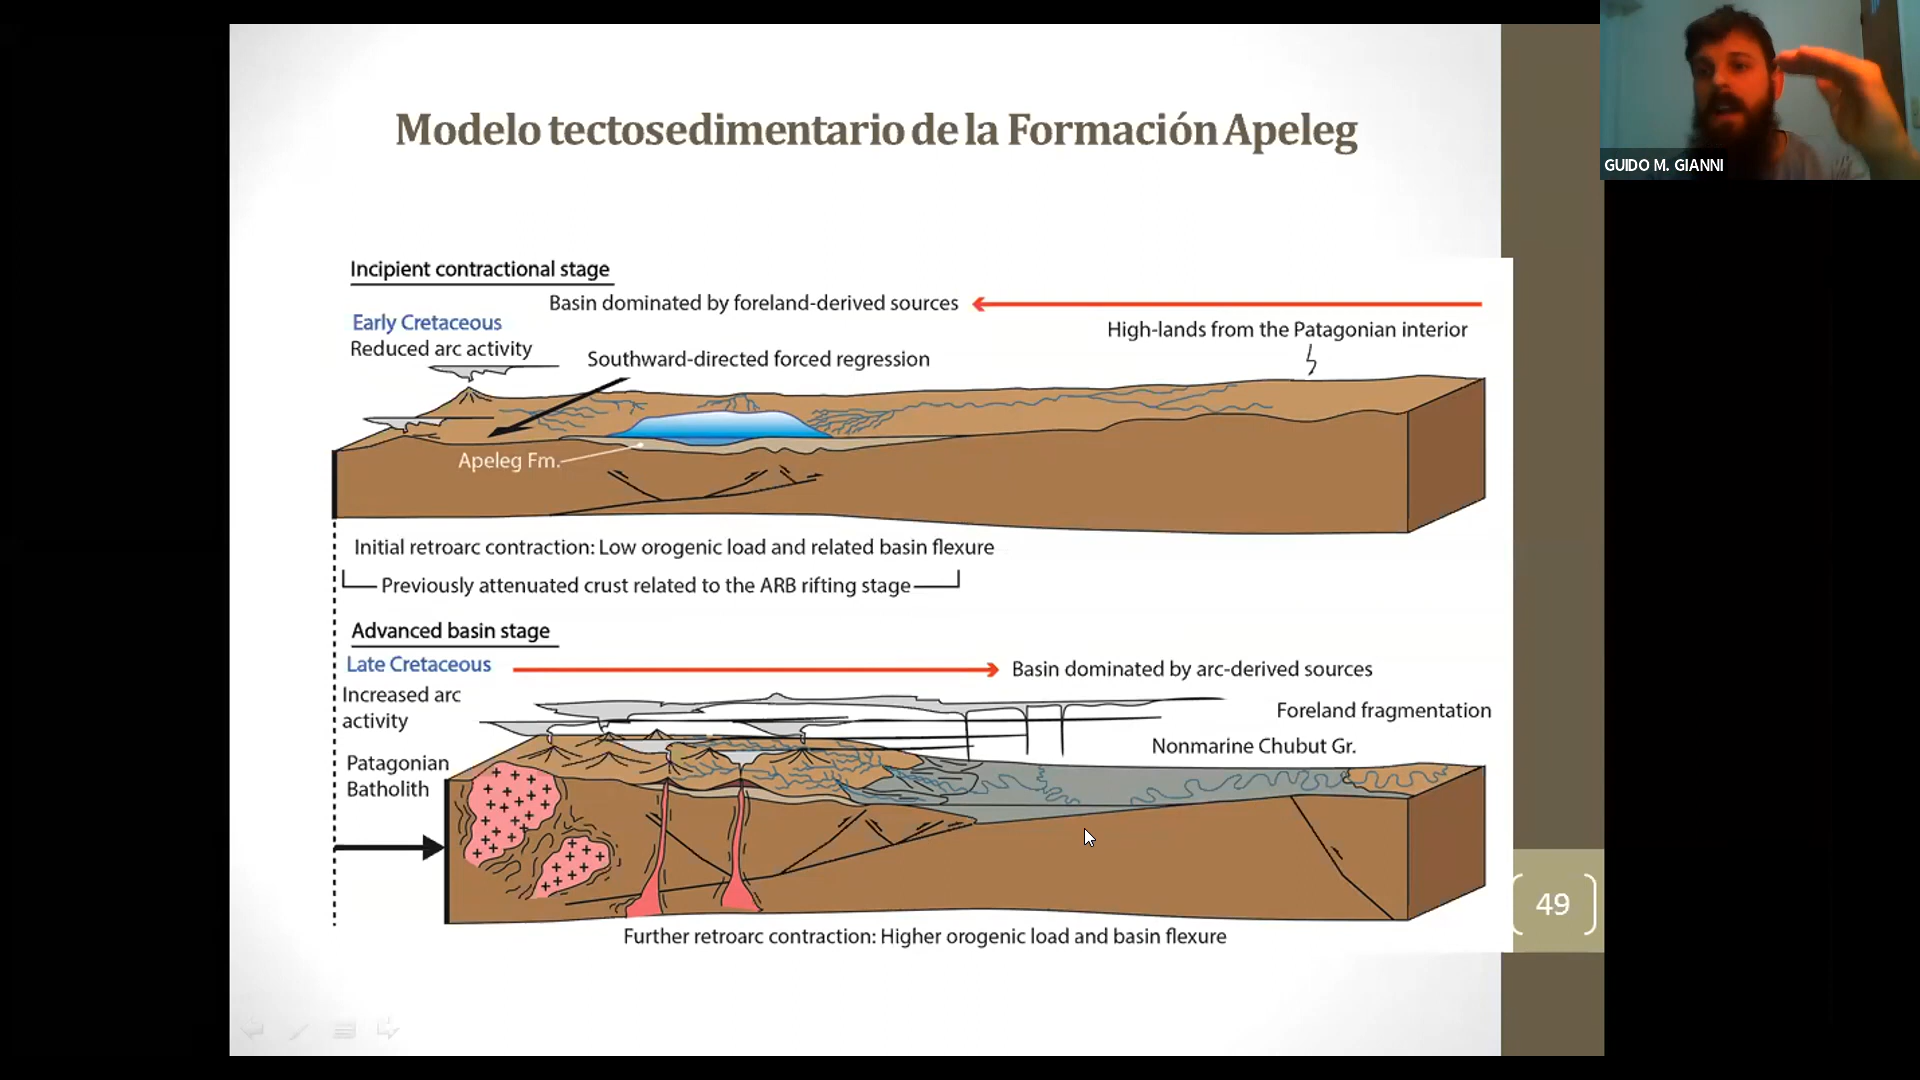 GUIDO M. GIANNI
Modelo tectosedimentario de la Formación Apeleg
Incipient contractional stage
Basin dominated by foreland-derived sources
Early Cretaceous
High-lands from the Patagonian interior
Reduced arc activity
Southward-directed forced regression
Apeleg Fm.
Initial retroarc contraction: Low orogenic load and related basin flexure
Previously attenuated crust related to the ARB rifting stage
Advanced basin stage
Late Cretaceous
Basin dominated by arc-derived sources
Increased arc
activity
Foreland fragmentation
Nonmarine Chubut Gr.
Patagonian
Batholith
49
Further retroarc contraction: Higher orogenic load and basin flexure